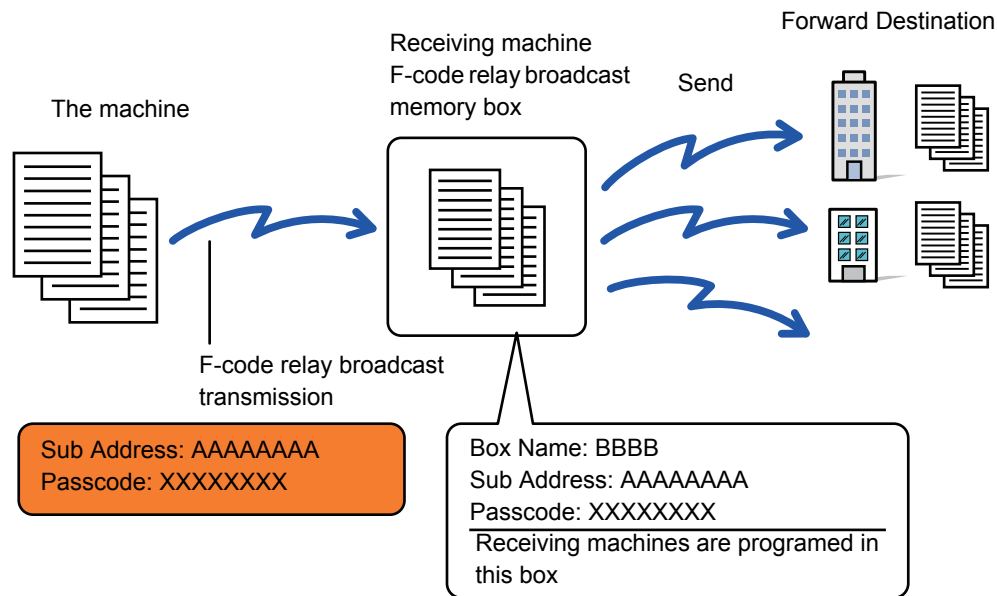 The machine
Receiving machine
F-code relay broadcast
memory box
Send
Forward Destination
F-code relay broadcast
transmission
Sub Address: AAAAAAAA
Passcode: XXXXXXXX
Box Name: BBBB
Sub Address: AAAAAAAA
Passcode: XXXXXXXX
Receiving machines are programed in
this box